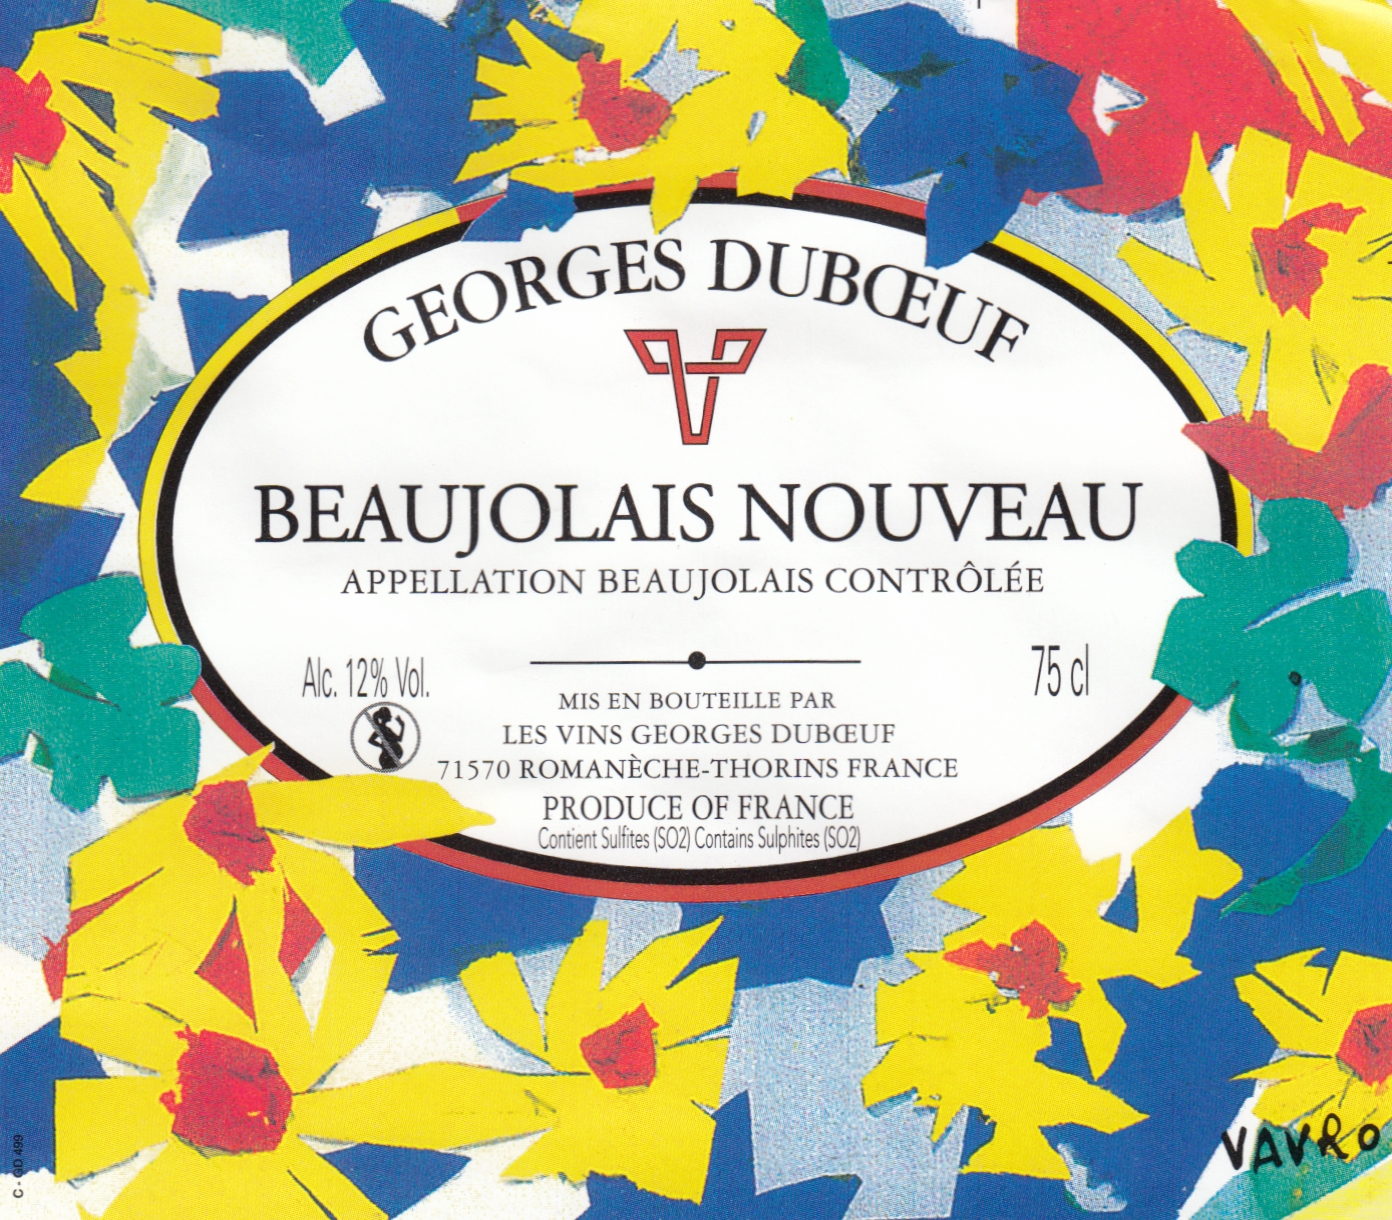 GEORGES DUBŒUF
BEAUJOLAIS NOUVEAU
APPELLATION BEAUJOLAIS CONTRÔLÉE
Alc. 12% Vol.
75 cl
MIS EN BOUTEILLE PAR
LES VINS GEORGES DUBŒUF
71570 ROMANÈCHE-THORINS FRANCE
PRODUCE OF FRANCE
Contient Sulfites (SO2) Contains Sulphites (SO2)
VAVRO
C - GD 499